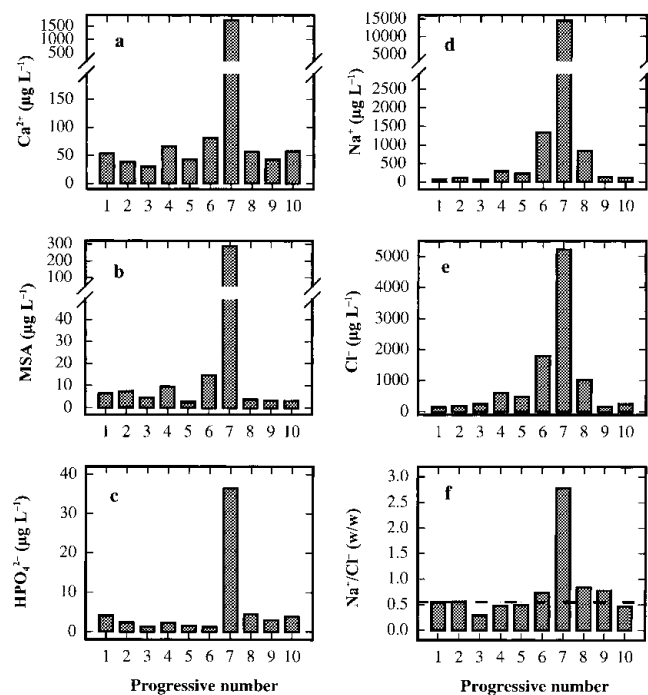 a
Ca²⁺ (µg L⁻¹)
1500
1000
500
150
100
50
0
1 2 3 4 5 6 7 8 9 10
b
MSA (µg L⁻¹)
300
200
100
40
20
10
0
1 2 3 4 5 6 7 8 9 10
c
HPO₄²⁻ (µg L⁻¹)
40
30
20
10
0
1 2 3 4 5 6 7 8 9 10
Progressive number
d
Na⁺ (µg L⁻¹)
15000
10000
5000
2500
2000
1500
1000
500
0
1 2 3 4 5 6 7 8 9 10
e
Cl⁻ (µg L⁻¹)
5000
4000
3000
2000
1000
0
1 2 3 4 5 6 7 8 9 10
f
Na⁺/Cl⁻ (w/w)
3.0
2.5
2.0
1.5
1.0
0.5
0.0
1 2 3 4 5 6 7 8 9 10
Progressive number